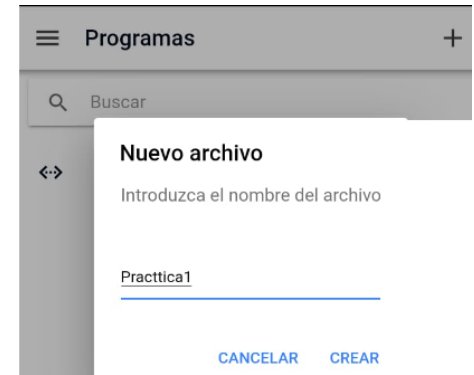 Programas
Buscar
Nuevo archivo
Introduzca el nombre del archivo
Practtica1
CANCELAR CREAR